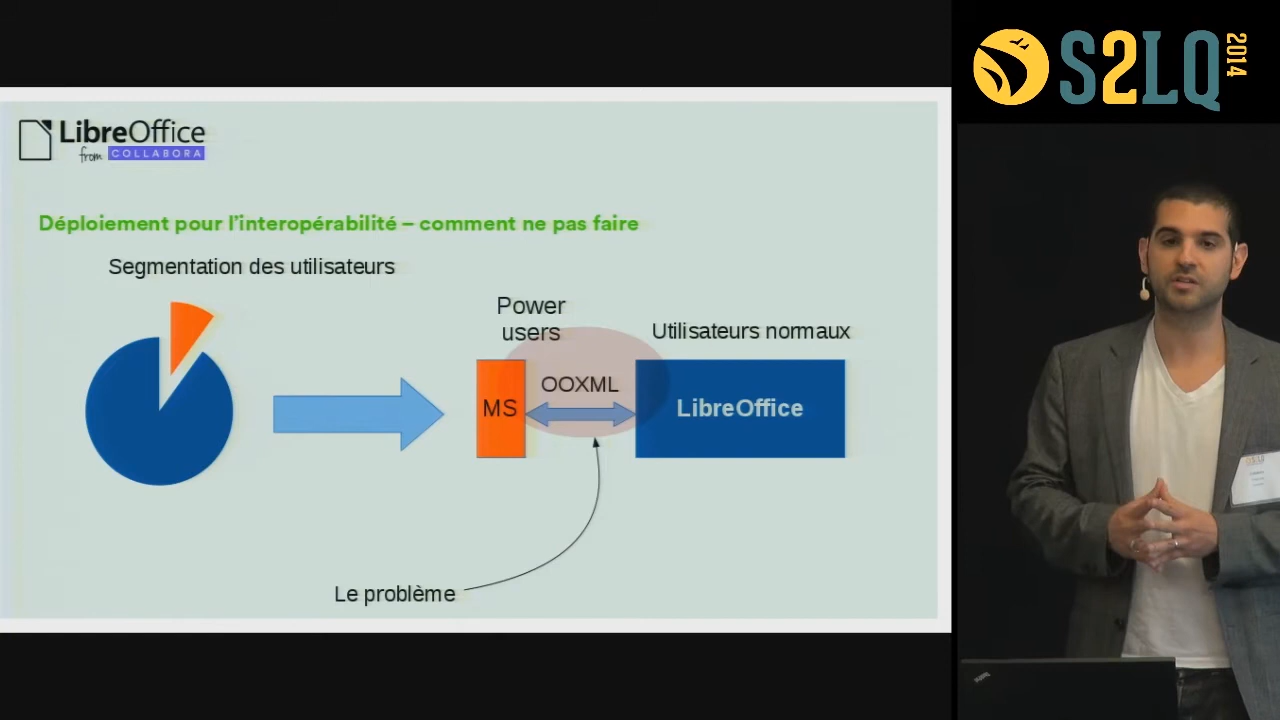 LibreOffice
from COLLABORA
Déploiement pour l'interopérabilité – comment ne pas faire
Segmentation des utilisateurs
Power
users
Utilisateurs normaux
MS
OOXML
LibreOffice
Le problème
S2LQ 2014